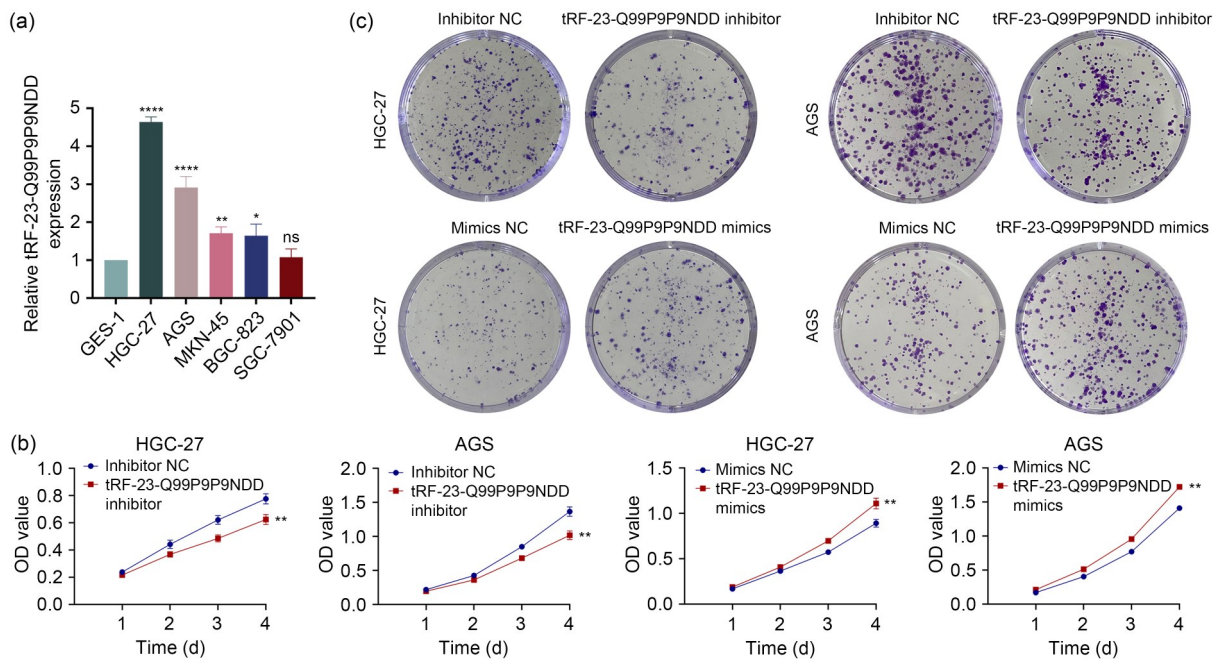 (a)
Relative tRF-23-Q99P9P9NDD
expression
5
4
3
2
1
0
****
****
**
*
ns
GES-1
HGC-27
AGS
MKN-45
BGC-823
SGC-7901
(c)
Inhibitor NC
tRF-23-Q99P9P9NDD inhibitor
Inhibitor NC
tRF-23-Q99P9P9NDD inhibitor
HGC-27
AGS
Mimics NC
tRF-23-Q99P9P9NDD mimics
Mimics NC
tRF-23-Q99P9P9NDD mimics
HGC-27
AGS
(b)
HGC-27
Inhibitor NC
tRF-23-Q99P9P9NDD
inhibitor
OD value
1.0
0.8
0.6
0.4
0.2
0.0
**
1 2 3 4
Time (d)
AGS
Inhibitor NC
tRF-23-Q99P9P9NDD
inhibitor
OD value
2.0
1.5
1.0
0.5
0.0
**
1 2 3 4
Time (d)
HGC-27
Mimics NC
tRF-23-Q99P9P9NDD
mimics
OD value
1.5
1.0
0.5
0.0
**
1 2 3 4
Time (d)
AGS
Mimics NC
tRF-23-Q99P9P9NDD
mimics
OD value
2.0
1.5
1.0
0.5
0.0
**
1 2 3 4
Time (d)